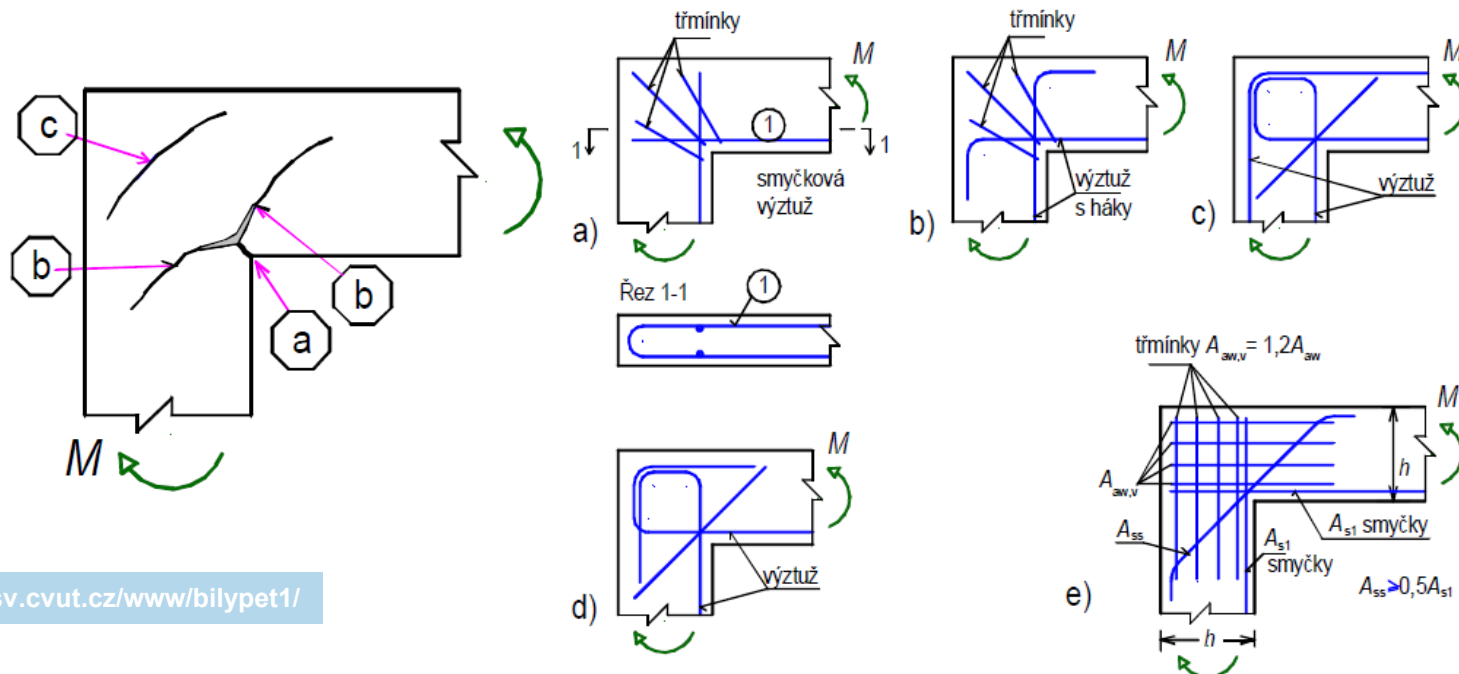 c
b
b
a
M
třmínky
M
1
1
1
smyčková
výztuž
a)
Řez 1-1
1
třmínky
M
výztuž
s háky
b)
M
výztuž
c)
M
výztuž
d)
třmínky Aaw,v = 1,2Aaw
M
h
Aaw,v
Ass
As1 smyčky
As1
smyčky
Ass≥0,5As1
e)
h
sv.cvut.cz/www/bilypet1/